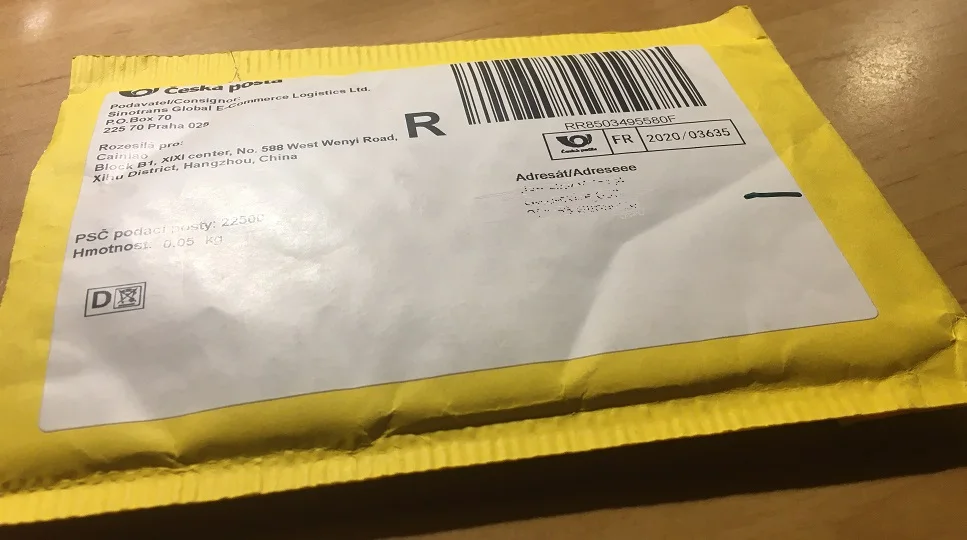 Česká pošta
Podavatel/Consignor:
Sinotrans Global E-Commerce Logistics Ltd.
P.O.Box 70
225 70 Praha 028
Rozesílá pro:
Cainiao
Block B1, XIXI center, No. 588 West Wenyi Road,
Xihu District, Hangzhou, China
R
RR8503495580F
Česká pošta
FR
2020/03635
Adresát/Adreseee
PSČ podací pošty: 22500
Hmotnost: 0.05 kg
D